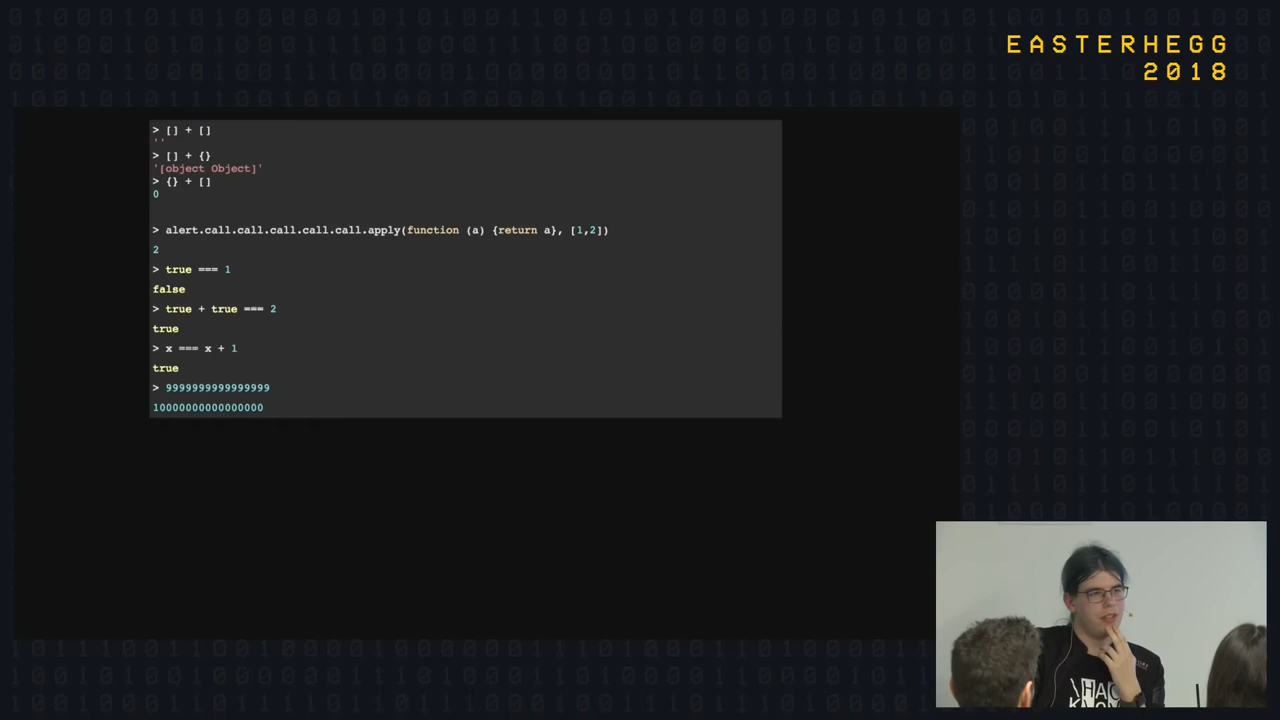 EASTERHEGG
2018
> [] + []
''
> [] + {}
'[object Object]'
> {} + []
0
> alert.call.call.call.call.call.apply(function (a) {return a}, [1,2])
2
> true === 1
false
> true + true === 2
true
> x === x + 1
true
> 9999999999999999
10000000000000000